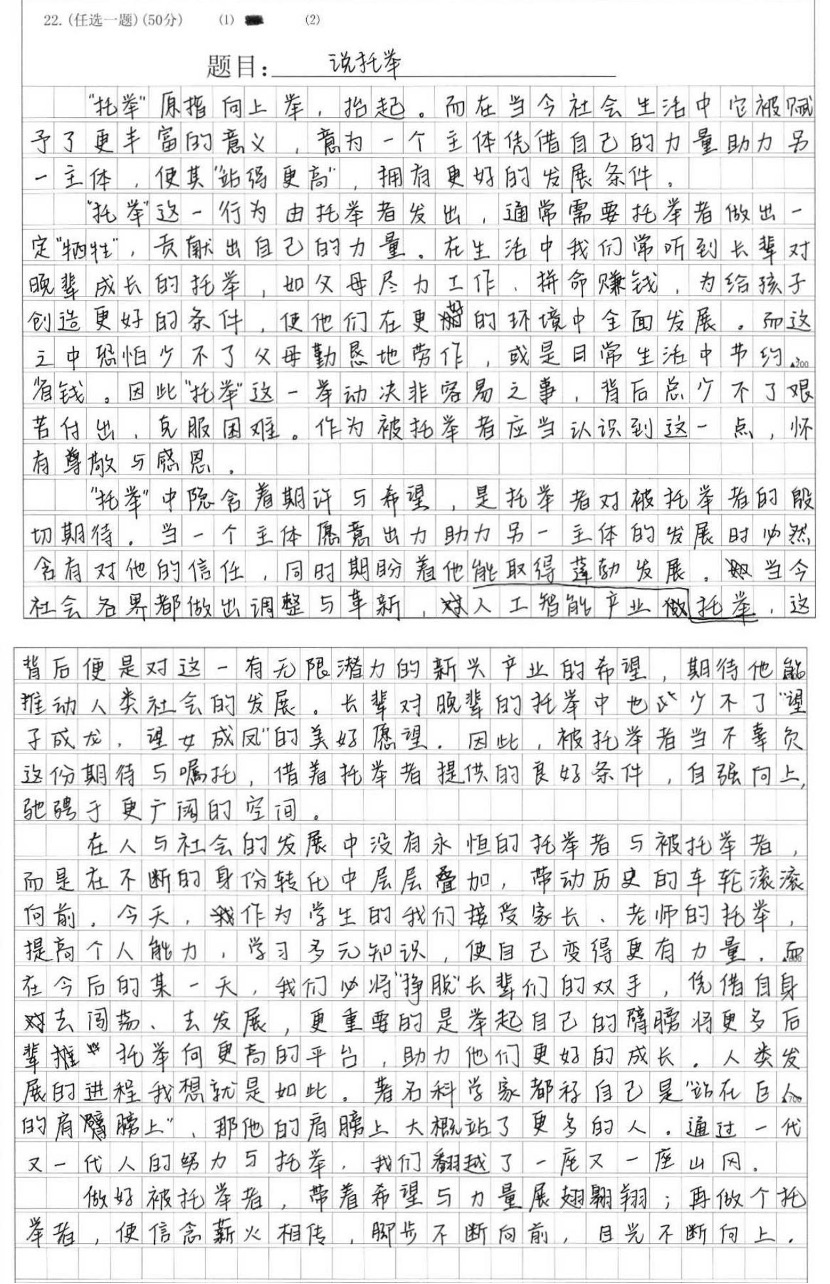 22. (任选一题) (50分) (1) (2)
题目: 说托举
"托举"原指向上举，抬起。而在当今社会生活中它被赋
予了更丰富的意义，意为一个主体凭借自己的力量助力另
一主体，使其"站得更高"，拥有更好的发展条件。
"托举"这一行为由托举者发出，通常需要托举者做出一
定"牺牲"，贡献出自己的力量。在生活中我们常听到长辈对
晚辈成长的托举，如父母尽力工作、拼命赚钱，为给孩子
创造更好的条件，使他们在更的环境中全面发展。而这
之中恐怕少不了父母勤恳地劳作，或是日常生活中节约
省钱。因此"托举"这一举动决非容易之事，背后总少不了艰
苦付出，克服困难。作为被托举者应当认识到这一点，怀
有尊敬与感恩。
"托举"中隐含着期许与希望，是托举者对被托举者的殷
切期待。当一个主体愿意出力助力另一主体的发展时必然
含有对他的信任，同时期盼着他能取得蓬勃发展。当今
社会各界都做出调整与革新，对人工智能产业做托举，这
背后便是对这一有无限潜力的新兴产业的希望，期待他能
推动人类社会的发展。长辈对晚辈的托举中也少不了"望
子成龙，望女成凤"的美好愿望。因此，被托举者当不辜负
这份期待与嘱托，借着托举者提供的良好条件，自强向上，
驰骋于更广阔的空间。
在人与社会的发展中没有永恒的托举者与被托举者，
而是在不断的身份转化中层层叠加，带动历史的车轮滚滚
向前。今天，作为学生的我们接受家长、老师的托举，
提高个人能力，学习多元知识，使自己变得更有力量。而
在今后的某一天，我们必将"挣脱"长辈们的双手，凭借自身
去闯荡、去发展，更重要的是举起自己的臂膀将更多后
辈托举向更高的平台，助力他们更好的成长。人类发
展的进程我想就是如此。著名科学家都称自己是"站在巨人
的肩膀上"，那他的肩膀上大概站了更多的人。通过一代
又一代人的努力与托举，我们翻越了一座又一座山冈。
做好被托举者，带着希望与力量展翅翱翔；再做个托
举者，使信念薪火相传，脚步不断向前，目光不断向上。